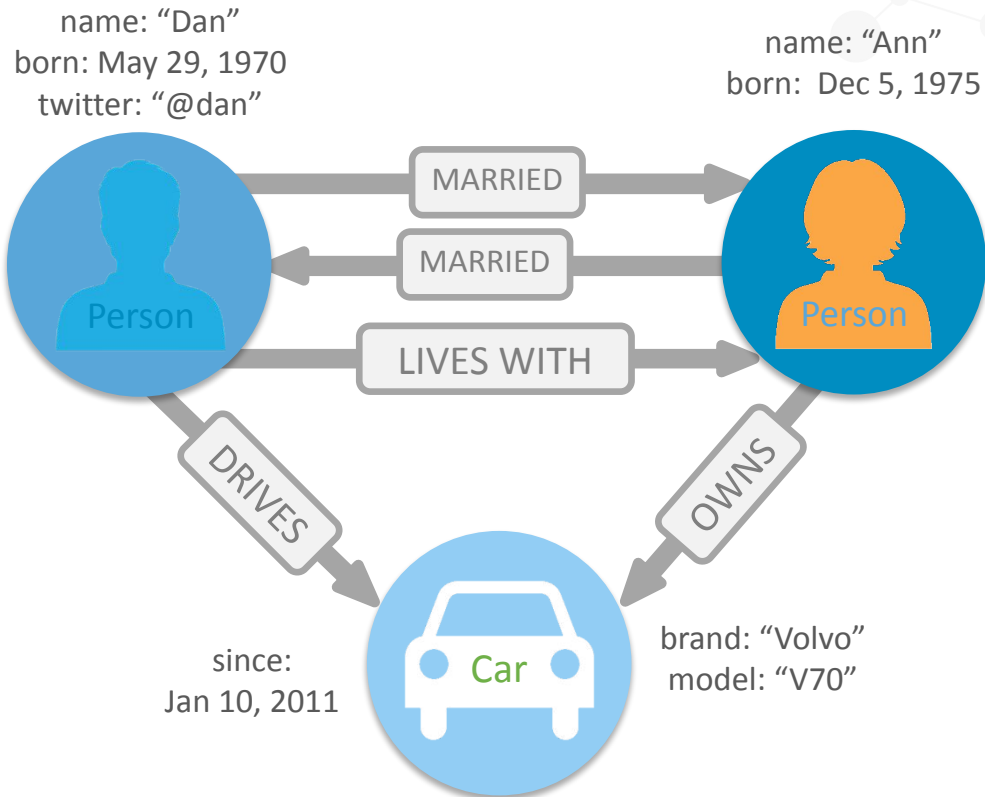 name: “Dan”
born: May 29, 1970
twitter: “@dan”
name: “Ann”
born:  Dec 5, 1975
MARRIED
MARRIED
Person
Person
LIVES WITH
DRIVES
OWNS
Car
since:
Jan 10, 2011
brand: “Volvo”
model: “V70”